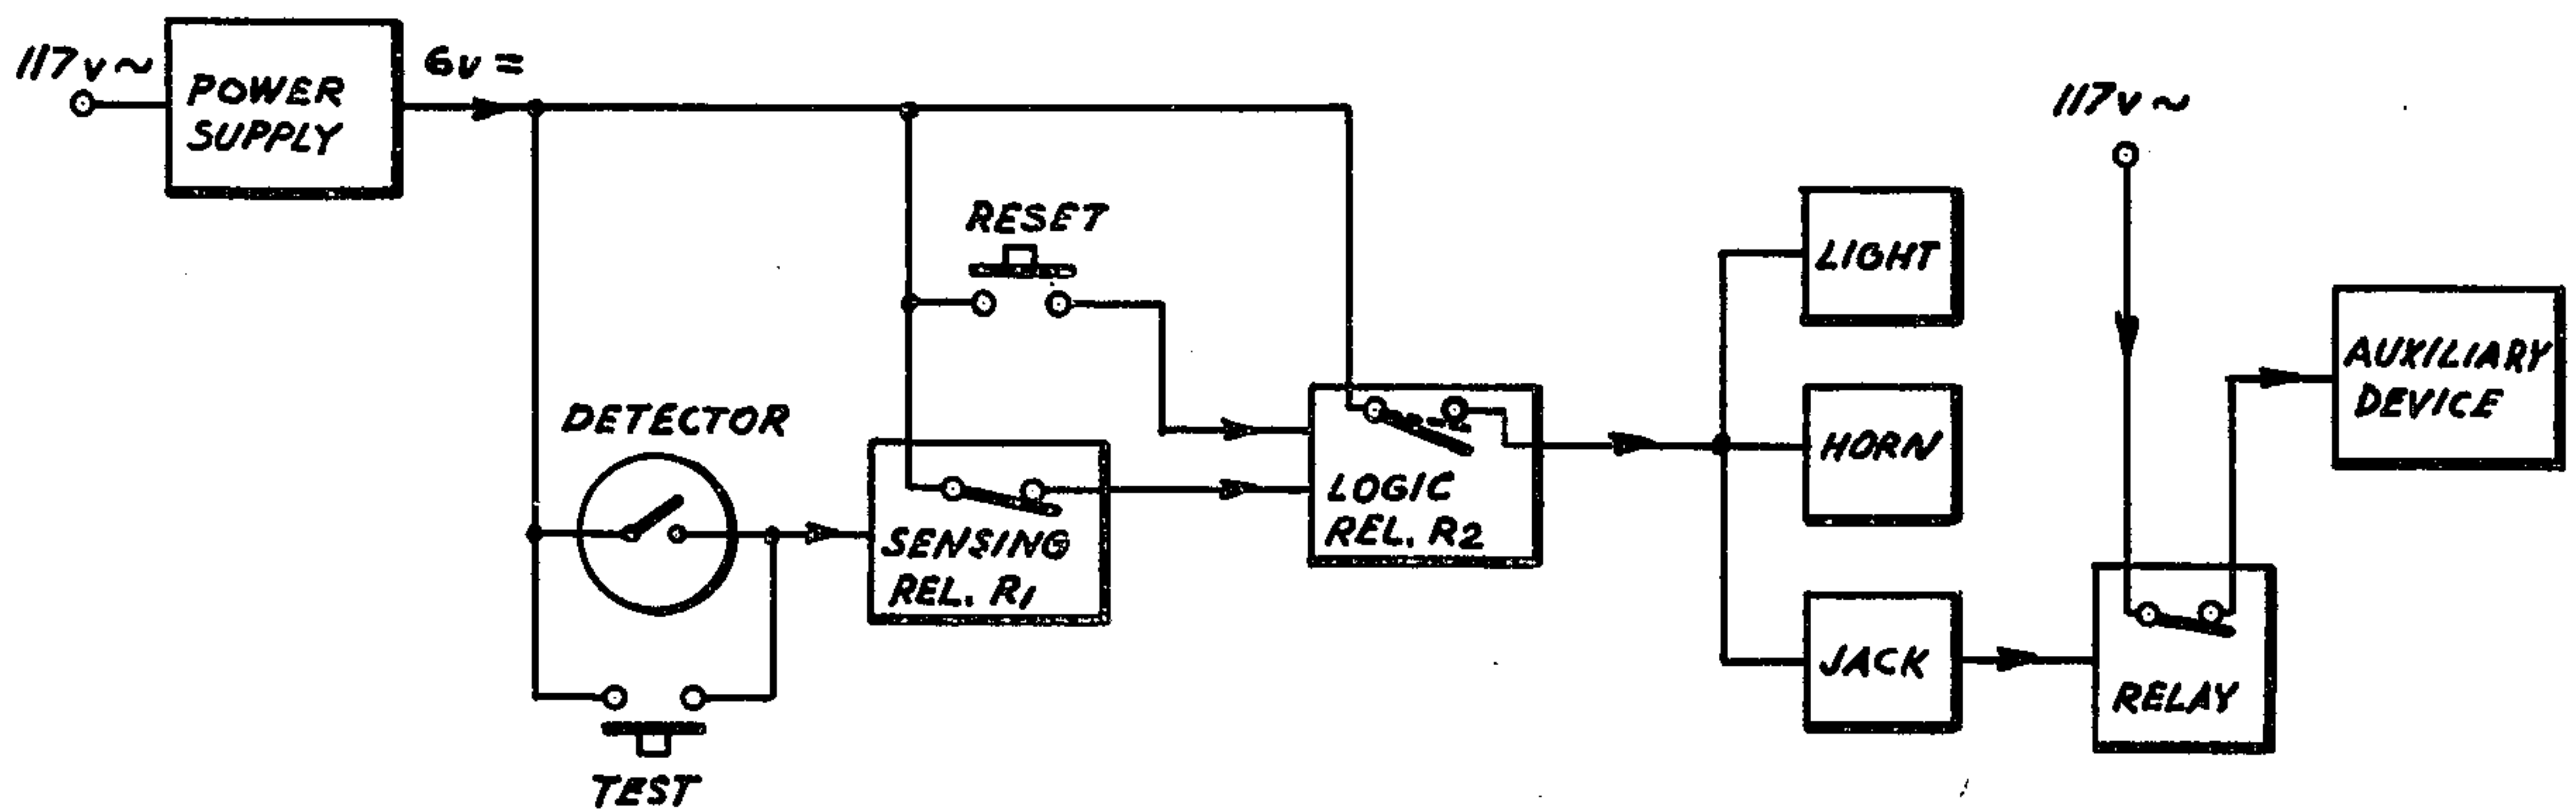 117v~
POWER
SUPPLY
6v =
RESET
DETECTOR
TEST
SENSING
REL. R1
LOGIC
REL. R2
LIGHT
HORN
JACK
117v~
RELAY
AUXILIARY
DEVICE